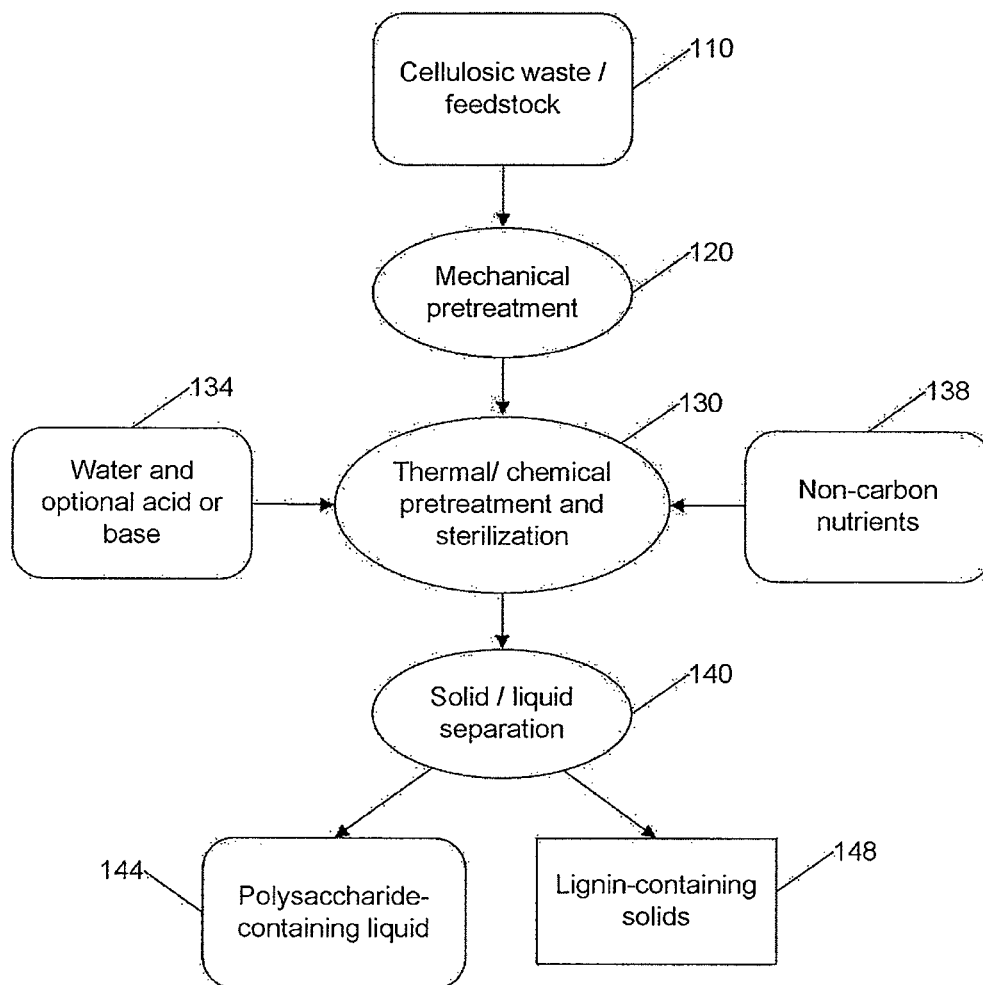 110
Cellulosic waste /
feedstock
120
Mechanical
pretreatment
134
130
138
Water and
optional acid or
base
Thermal/ chemical
pretreatment and
sterilization
Non-carbon
nutrients
140
Solid / liquid
separation
144
Polysaccharide-
containing liquid
148
Lignin-containing
solids